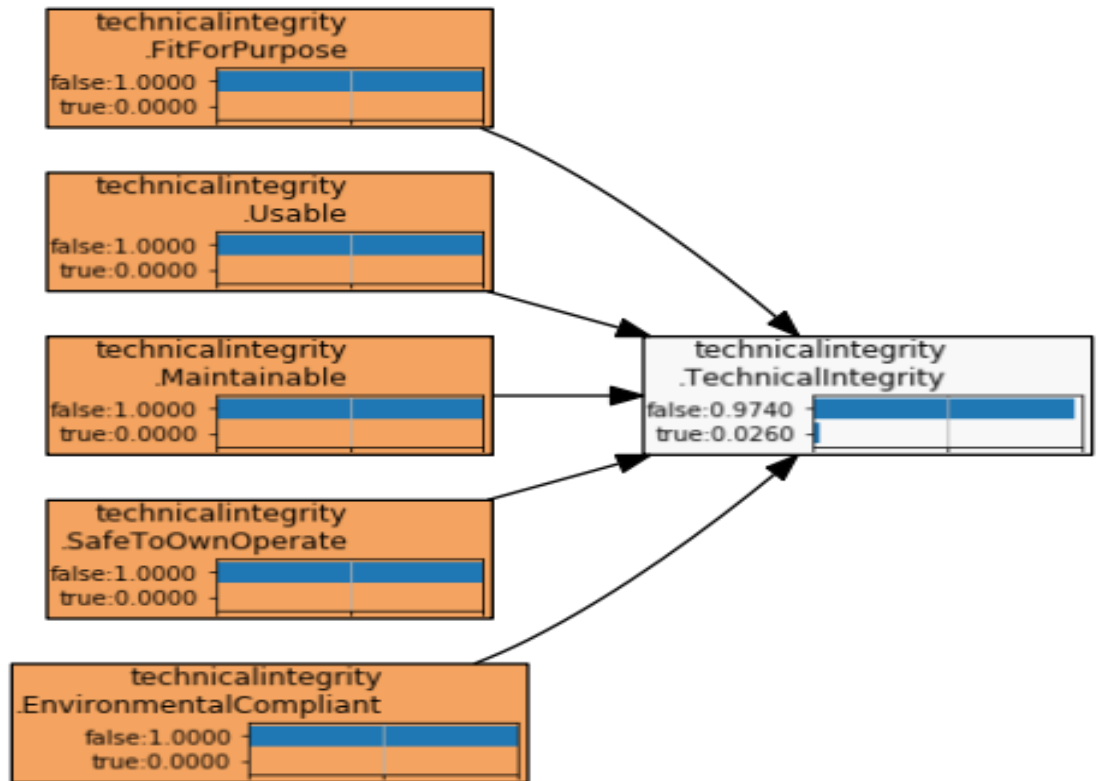 technicalintegrity
.FitForPurpose
false:1.0000
true:0.0000
technicalintegrity
.Usable
false:1.0000
true:0.0000
technicalintegrity
.Maintainable
false:1.0000
true:0.0000
technicalintegrity
.TechnicalIntegrity
false:0.9740
true:0.0260
technicalintegrity
.SafeToOwnOperate
false:1.0000
true:0.0000
technicalintegrity
.EnvironmentalCompliant
false:1.0000
true:0.0000